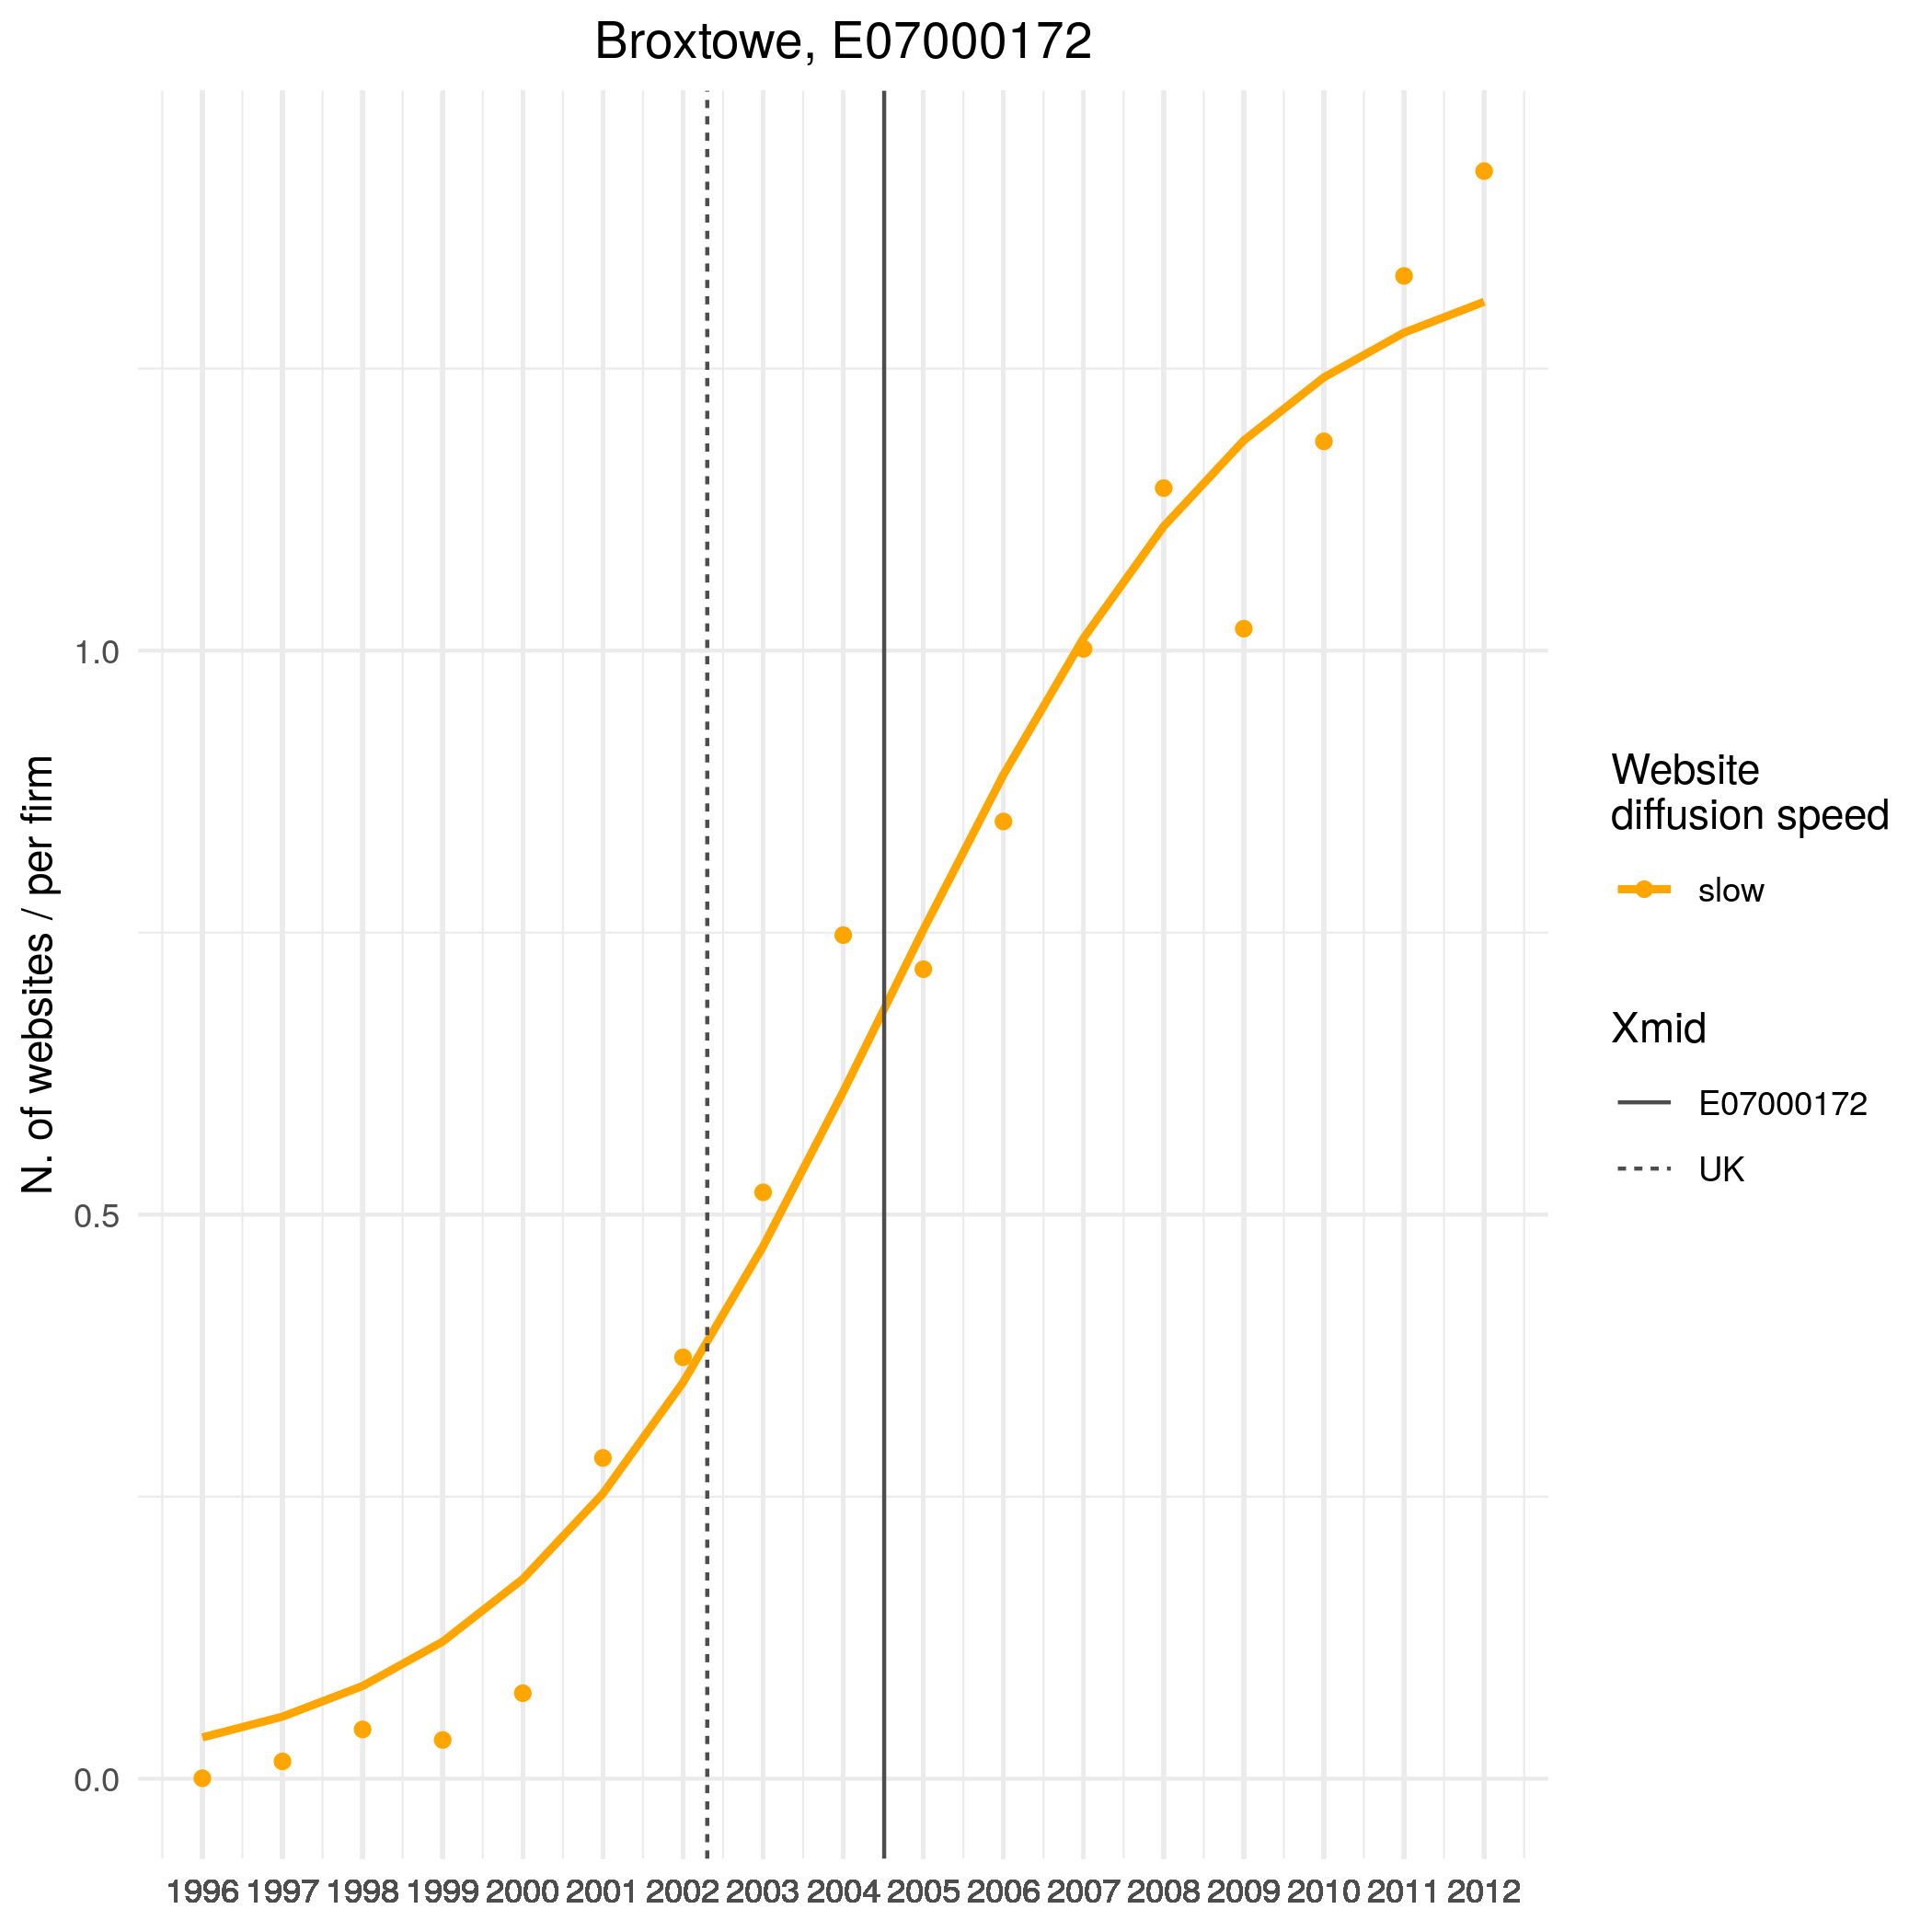 Broxtowe, E07000172
N. of websites / per firm
1.0
0.5
0.0
1996 1997 1998 1999 2000 2001 2002 2003 2004 2005 2006 2007 2008 2009 2010 2011 2012
Website
diffusion speed
slow
Xmid
E07000172
UK